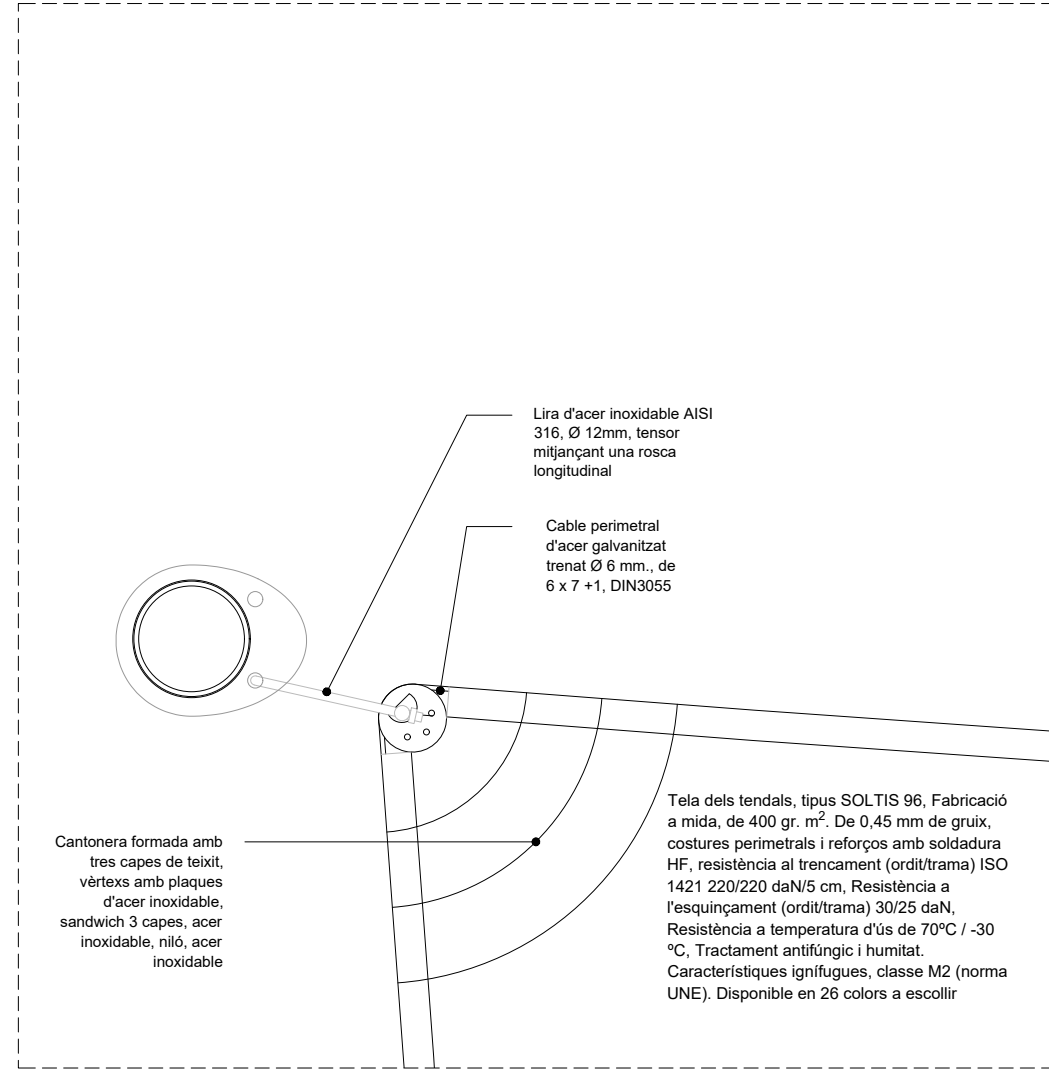 Lira d'acer inoxidable AISI
316, Ø 12mm, tensor
mitjançant una rosca
longitudinal
Cable perimetral
d'acer galvanitzat
trenat Ø 6 mm., de
6 x 7 +1, DIN3055
Cantonera formada amb
tres capes de teixit,
vèrtexs amb plaques
d'acer inoxidable,
sandwich 3 capes, acer
inoxidable, niló, acer
inoxidable
Tela dels tendals, tipus SOLTIS 96, Fabricació
a mida, de 400 gr. m². De 0,45 mm de gruix,
costures perimetrals i reforços amb soldadura
HF, resistència al trencament (ordit/trama) ISO
1421 220/220 daN/5 cm, Resistència a
l'esquinçament (ordit/trama) 30/25 daN,
Resistència a temperatura d'ús de 70ºC / -30
ºC, Tractament antifúngic i humitat.
Característiques ignífugues, classe M2 (norma
UNE). Disponible en 26 colors a escollir